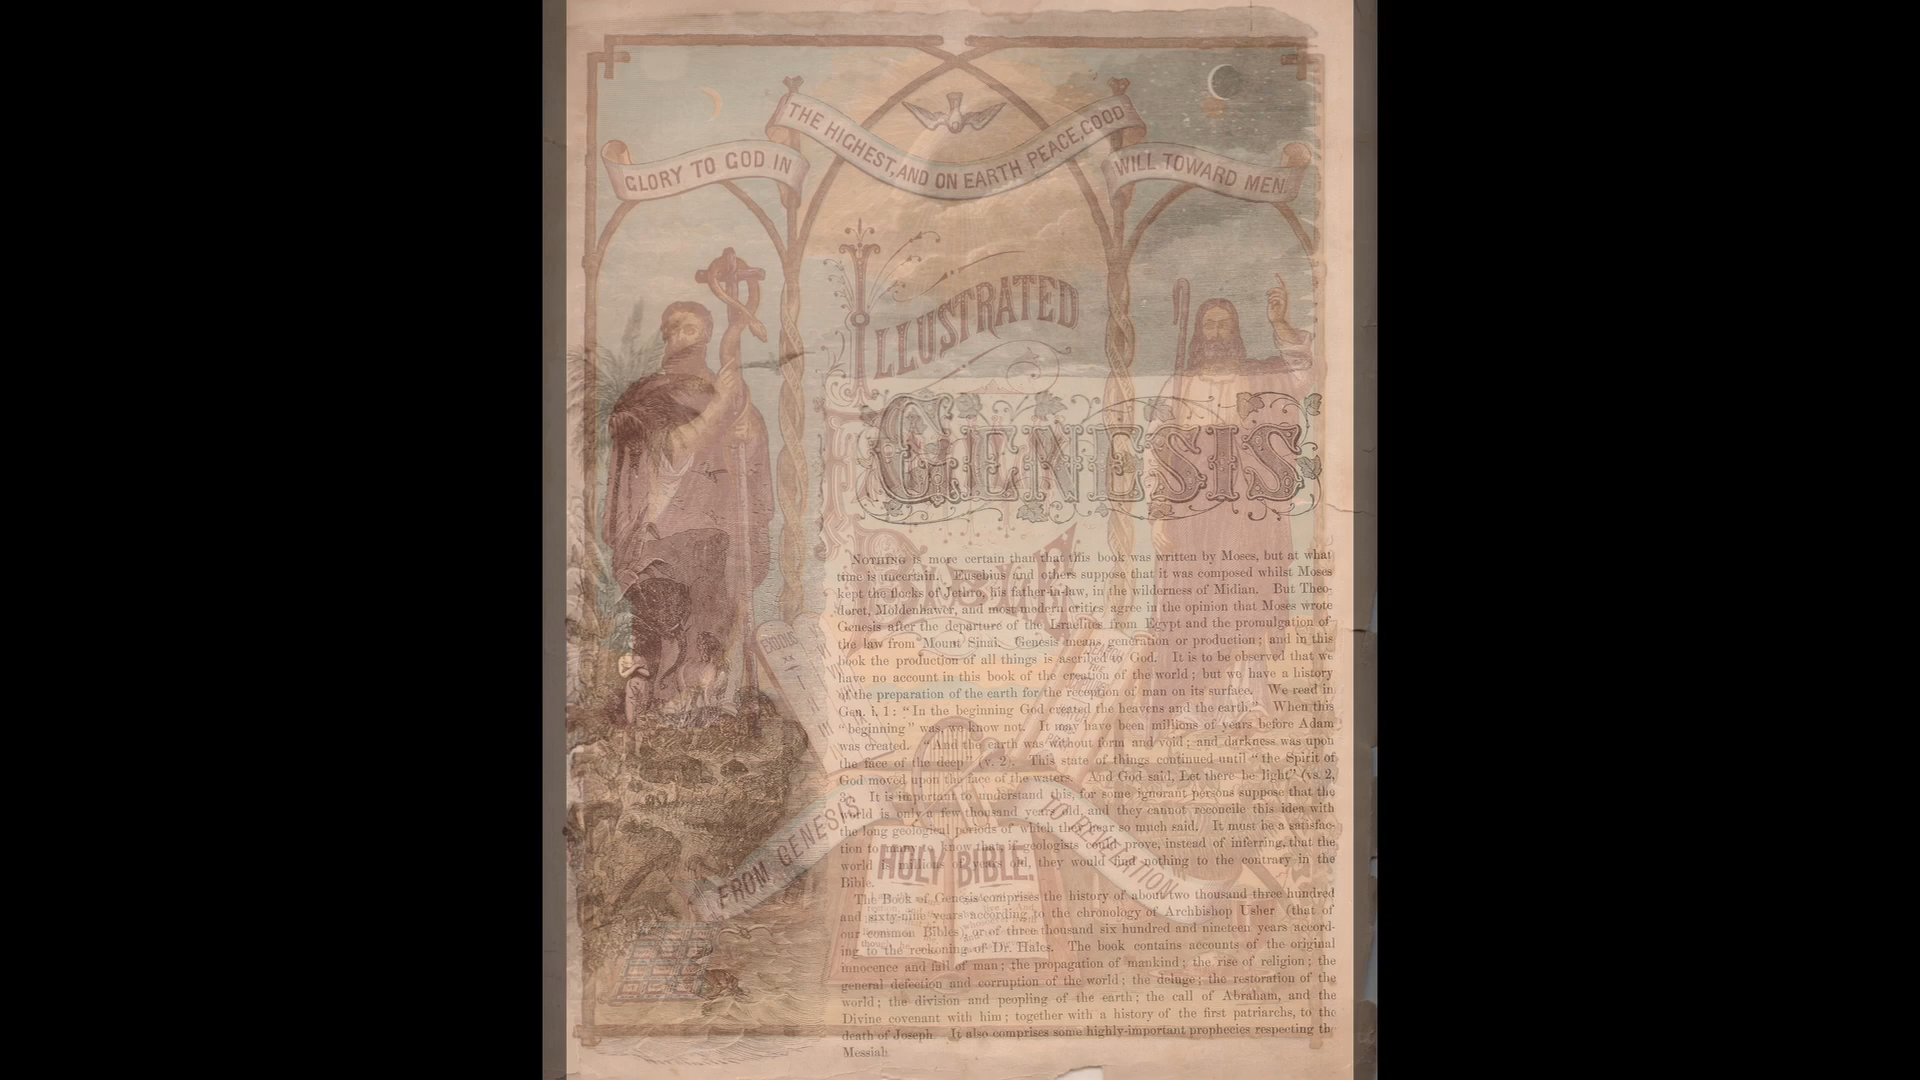 GLORY TO GOD IN
THE HIGHEST, AND ON EARTH PEACE, GOOD
WILL TOWARD MEN.
ILLUSTRATED
GENESIS
NOTHING is more certain than that this book was written by Moses, but at what
time is uncertain. Eusebius and others suppose that it was composed whilst Moses
kept the flocks of Jethro, his father-in-law, in the wilderness of Midian. But Theo-
doret, Moldenhawer, and most modern critics agree in the opinion that Moses wrote
Genesis after the departure of the Israelites from Egypt and the promulgation of
the law from Mount Sinai. Genesis means generation or production; and in this
book the production of all things is ascribed to God. It is to be observed that we
have no account in this book of the creation of the world; but we have a history
of the preparation of the earth for the reception of man on its surface. We read in
Gen. i. 1: "In the beginning God created the heavens and the earth." When this
"beginning" was, we know not. It may have been millions of years before Adam
was created. "And the earth was without form and void; and darkness was upon
the face of the deep" (v. 2). This state of things continued until "the Spirit of
God moved upon the face of the waters. And God said, Let there be light" (vs. 2,
3). It is important to understand this, for some ignorant persons suppose that the
world is only a few thousand years old, and they cannot reconcile this idea with
the long geological periods of which they hear so much said. It must be a satisfac-
tion to many to know that if geologists could prove, instead of inferring, that the
world is millions of years old, they would find nothing to the contrary in the
Bible.
The Book of Genesis comprises the history of about two thousand three hundred
and sixty-nine years according to the chronology of Archbishop Usher (that of
our common Bibles), or of three thousand six hundred and nineteen years accord-
ing to the reckoning of Dr. Hales. The book contains accounts of the original
innocence and fall of man; the propagation of mankind; the rise of religion; the
general defection and corruption of the world; the deluge; the restoration of the
world; the division and peopling of the earth; the call of Abraham, and the
Divine covenant with him; together with a history of the first patriarchs, to the
death of Joseph. It also comprises some highly-important prophecies respecting the
Messiah
EXODUS
XX
I
FROM GENESIS
TO REVELATION
HOLY BIBLE